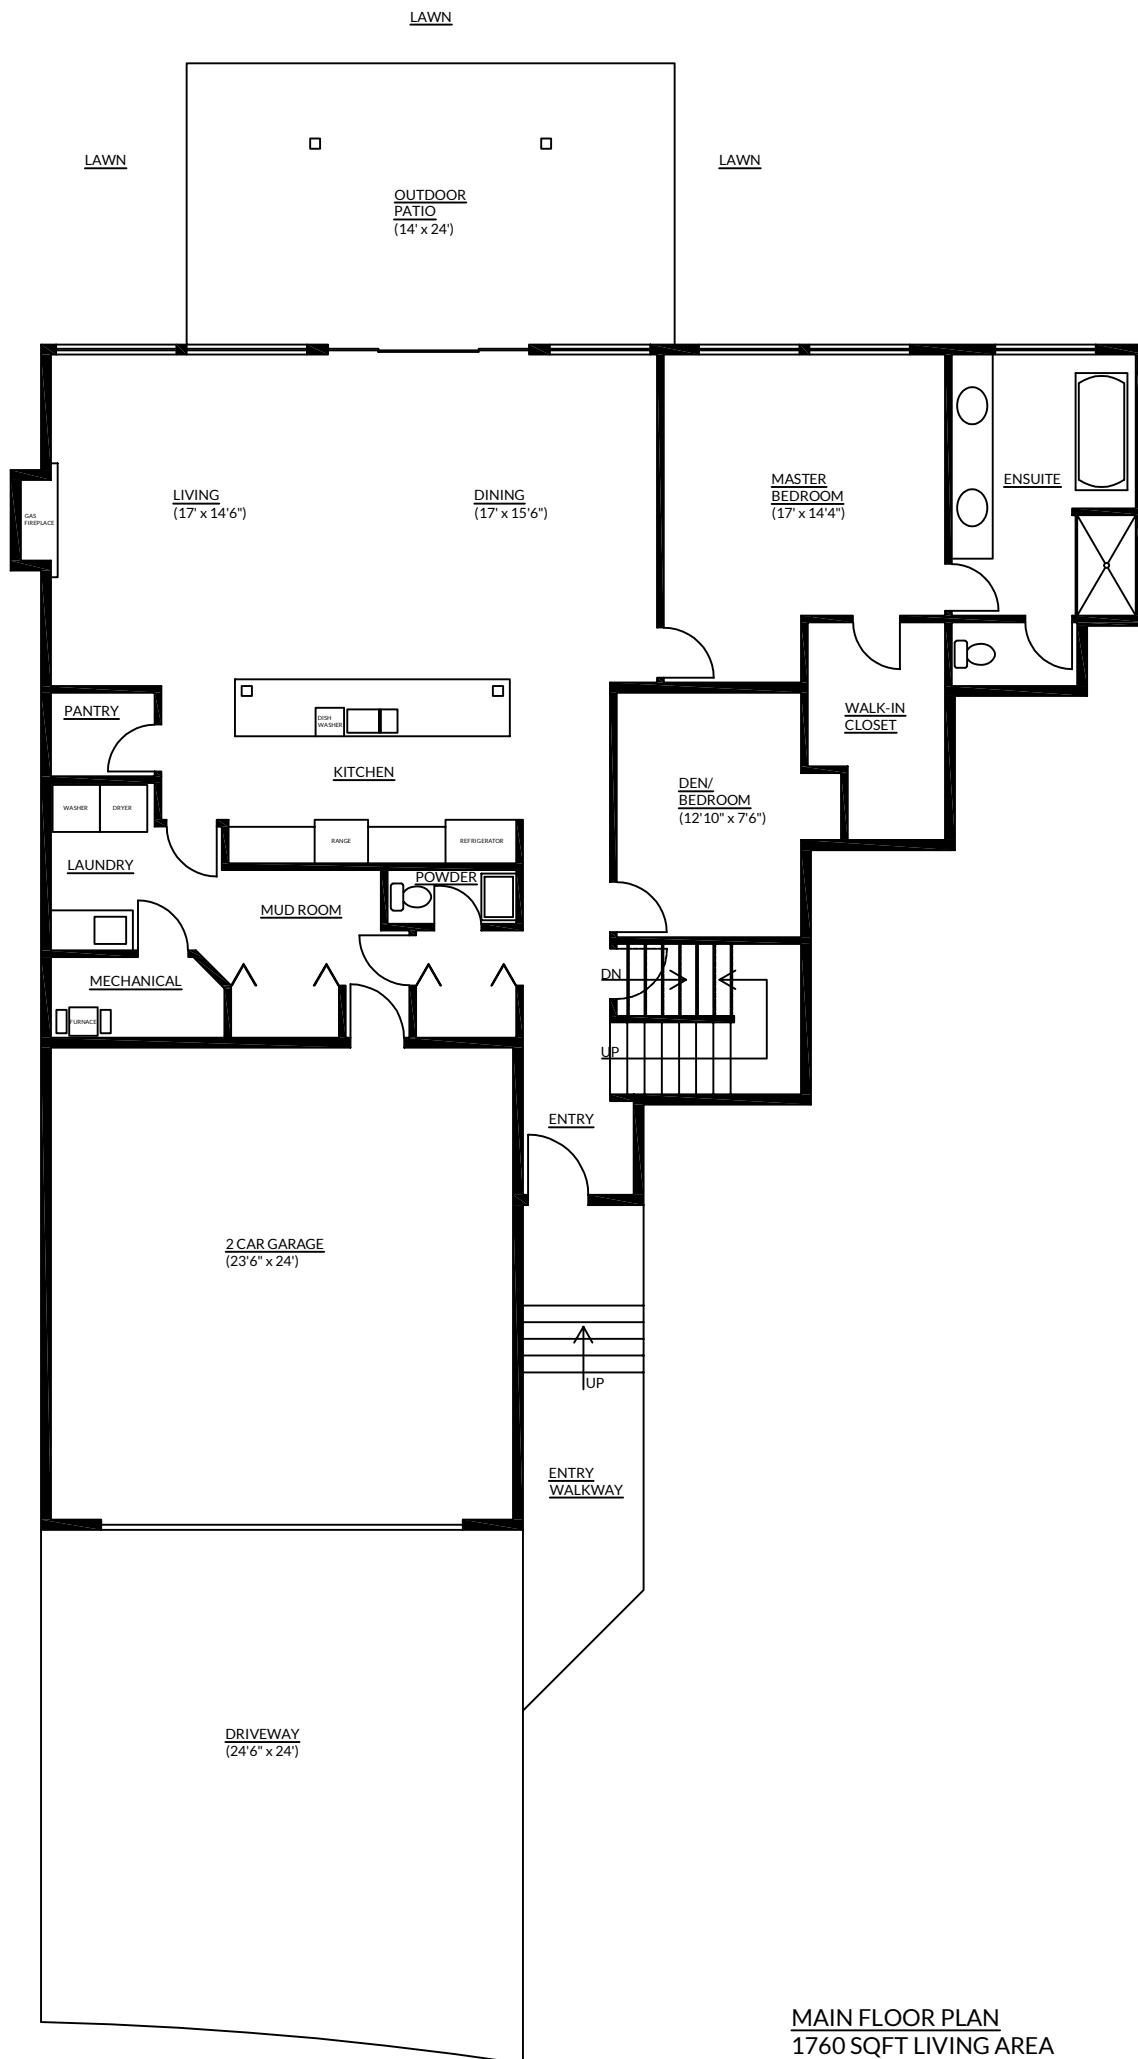 LAWN
LAWN
LAWN
OUTDOOR
PATIO
(14' x 24')
LIVING
(17' x 14'6")
DINING
(17' x 15'6")
MASTER
BEDROOM
(17' x 14'4")
ENSUITE
GAS
FIREPLACE
PANTRY
DISH
WASHER
WALK-IN
CLOSET
KITCHEN
DEN/
BEDROOM
(12'10" x 7'6")
WASHER
DRYER
RANGE
REFRIGERATOR
LAUNDRY
POWDER
MUD ROOM
MECHANICAL
DN
FURNACE
UP
ENTRY
2 CAR GARAGE
(23'6" x 24')
UP
ENTRY
WALKWAY
DRIVEWAY
(24'6" x 24')
MAIN FLOOR PLAN
1760 SQFT LIVING AREA